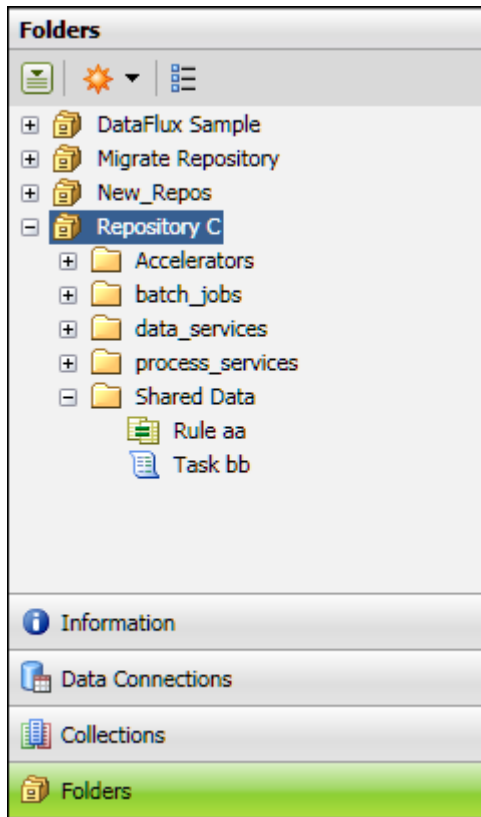 Folders
DataFlux Sample
Migrate Repository
New_Repos
Repository C
Accelerators
batch_jobs
data_services
process_services
Shared Data
Rule aa
Task bb
Information
Data Connections
Collections
Folders